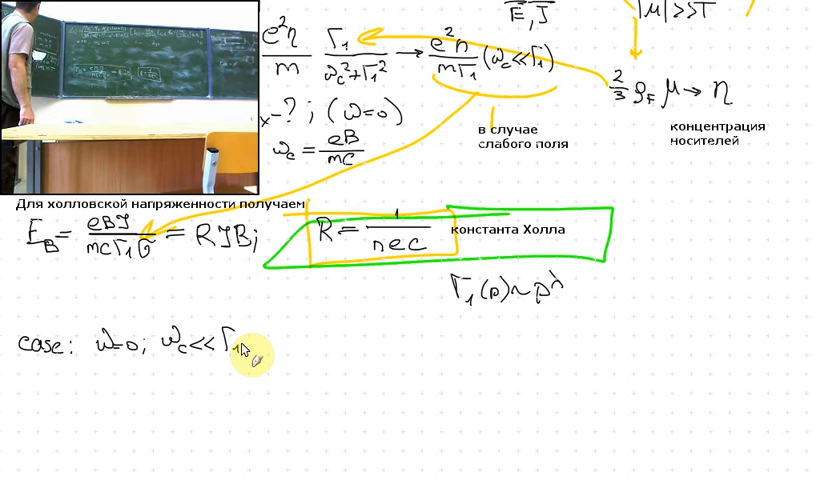 E, J
|μ| >> T
e²n / m Γ₁ / ω_c² + Γ₁² → e²n / mΓ₁ (ω_c << Γ₁)
2/3 ρ_F μ → n
x - ? ; (ω=0)
в случае
слабого поля
концентрация
носителей
ω_c = eB / mc
Для холловской напряженности получаем
E_B = eBJ / mcΓ₁σ = RJB;
R = 1 / nec
константа Холла
Γ₁(p) ~ p^λ
case: ω=0; ω_c << Γ₁